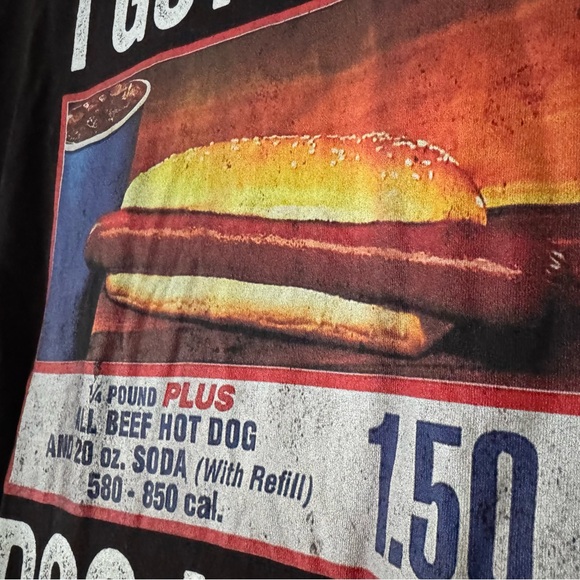 I GOT
¼ POUND PLUS
ALL BEEF HOT DOG
AND 20 oz. SODA (With Refill)
580 - 850 cal.
1.50